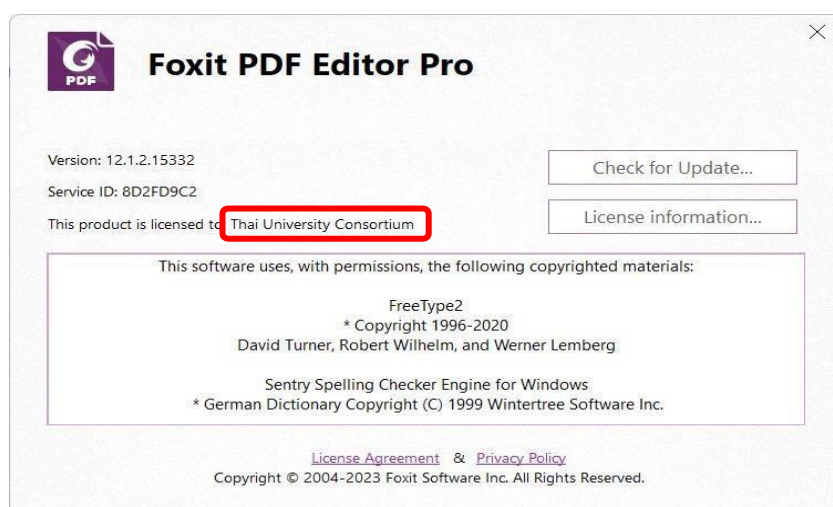 PDF
Foxit PDF Editor Pro
Version: 12.1.2.15332
Check for Update...
Service ID: 8D2FD9C2
License information...
This product is licensed to Thai University Consortium
This software uses, with permissions, the following copyrighted materials:
FreeType2
* Copyright 1996-2020
David Turner, Robert Wilhelm, and Werner Lemberg
Sentry Spelling Checker Engine for Windows
* German Dictionary Copyright (C) 1999 Wintertree Software Inc.
License Agreement & Privacy Policy
Copyright © 2004-2023 Foxit Software Inc. All Rights Reserved.